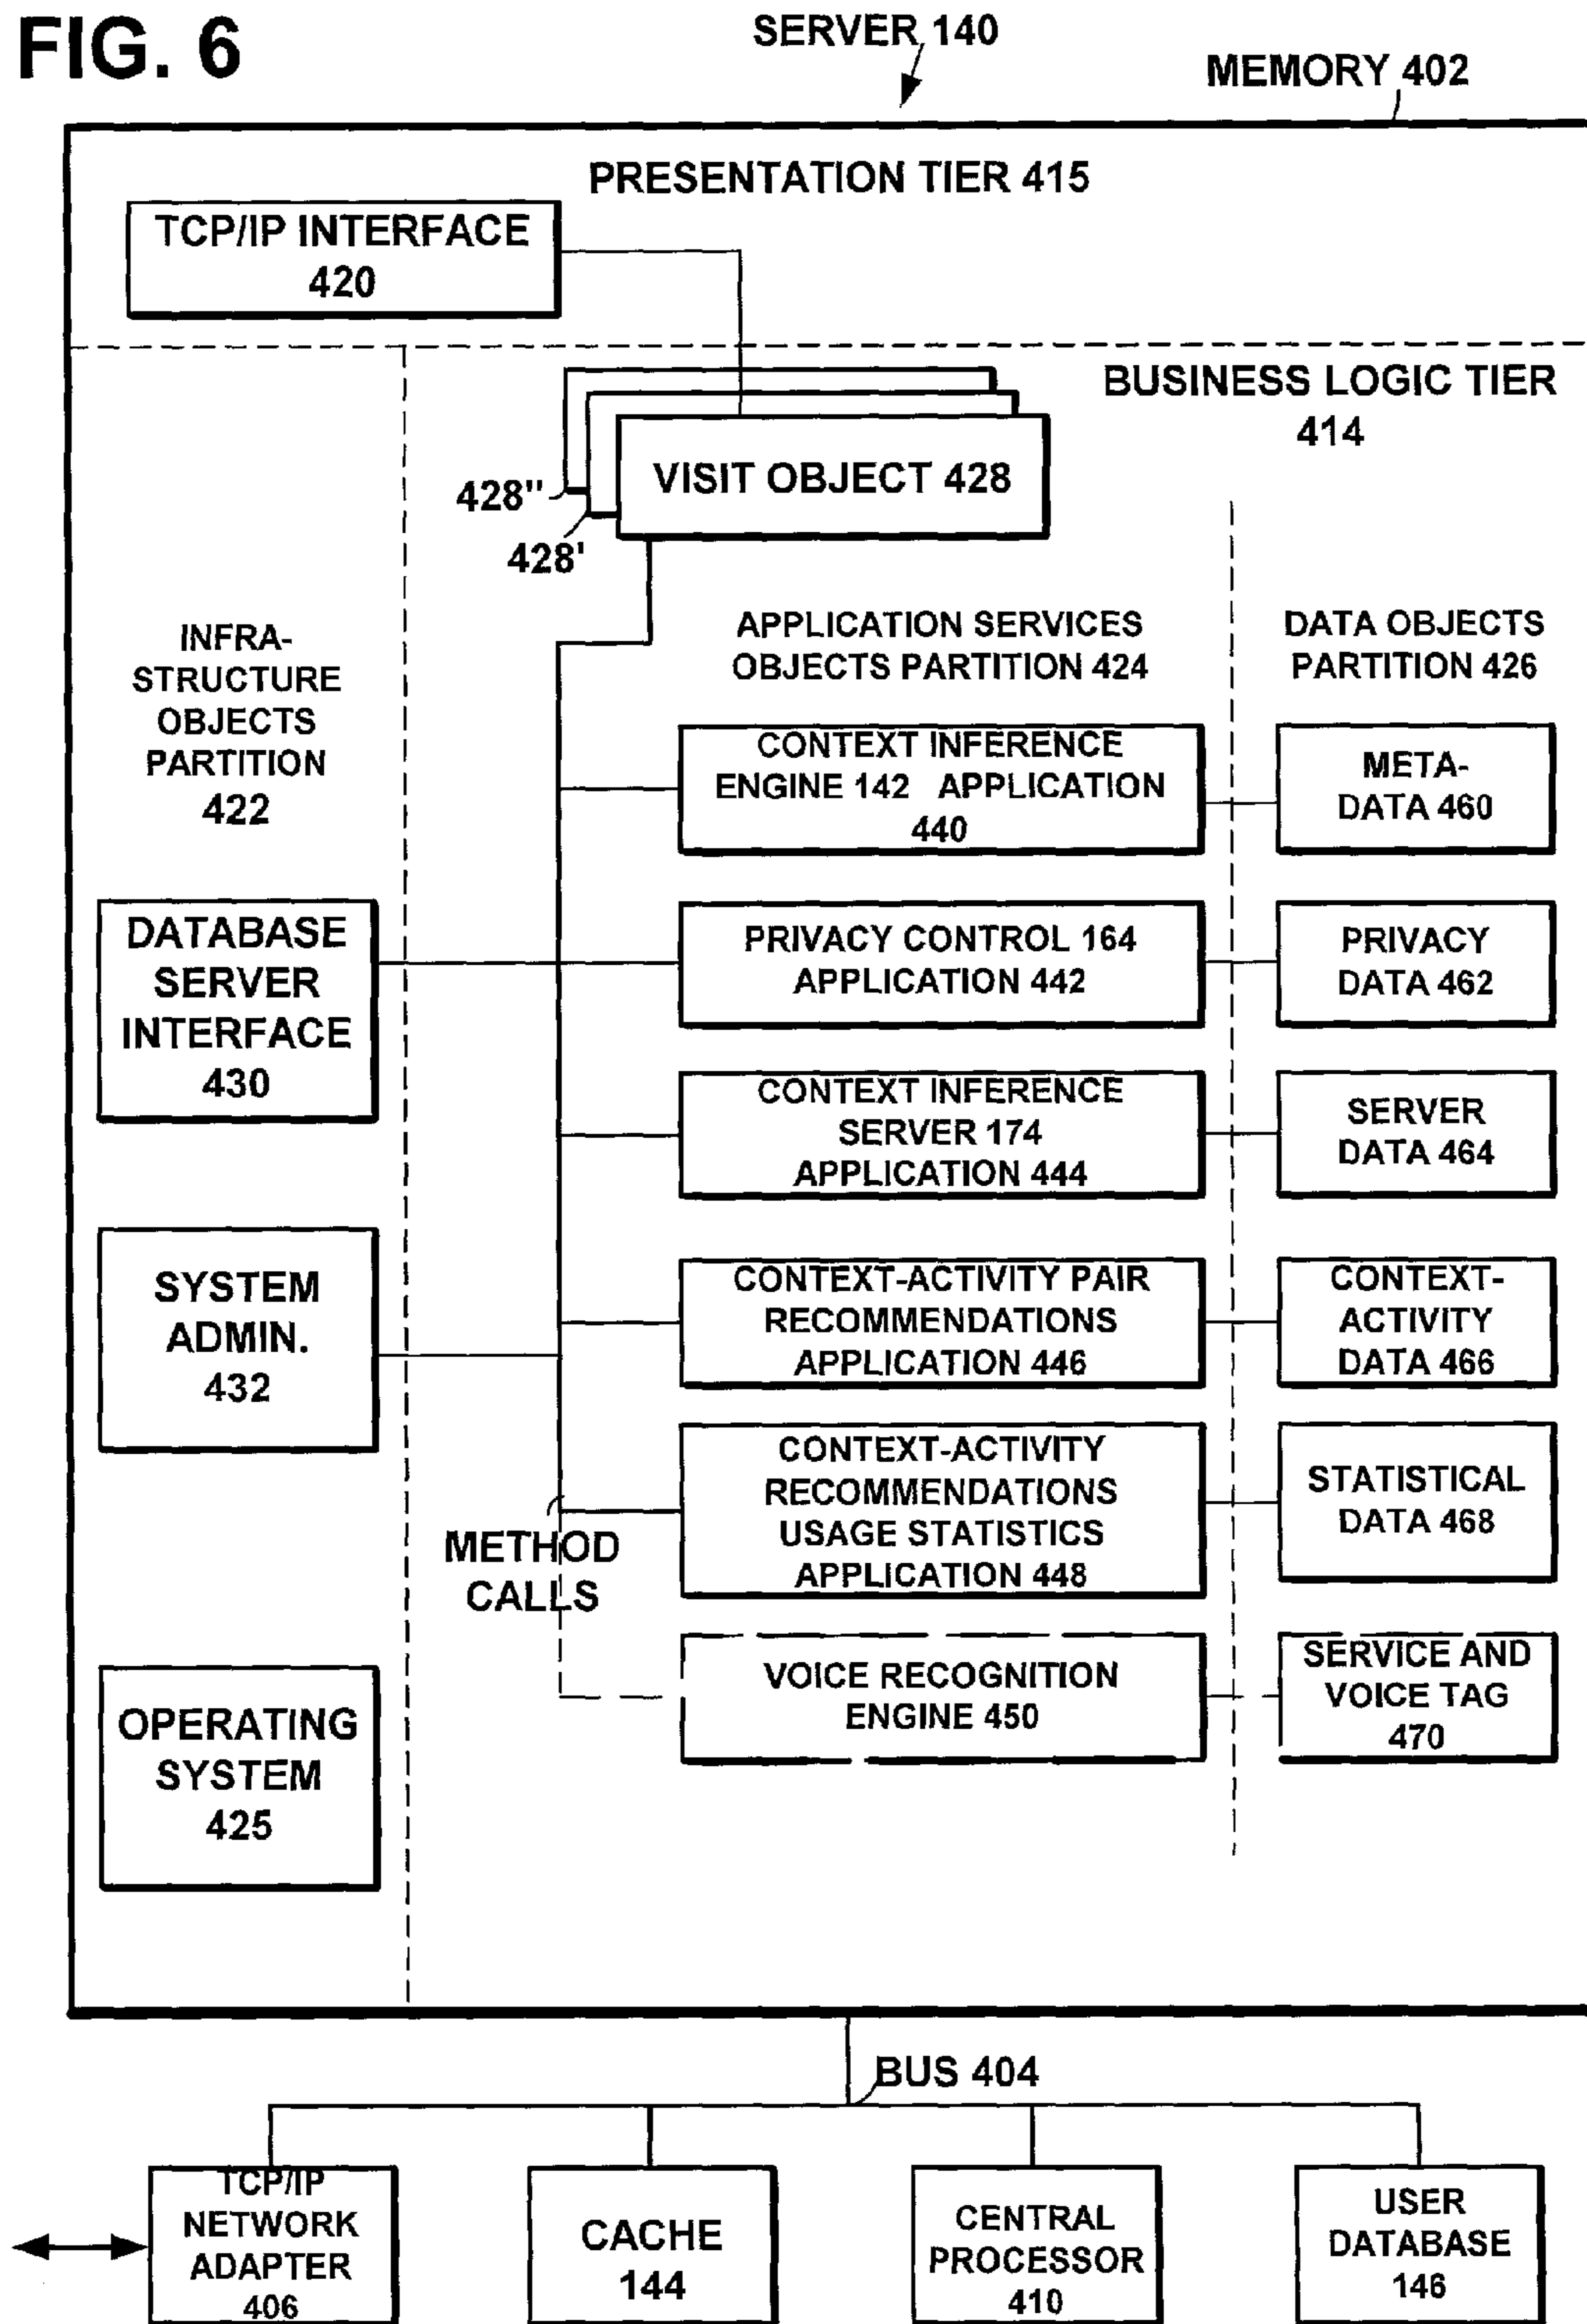 FIG. 6
SERVER 140
MEMORY 402
PRESENTATION TIER 415
TCP/IP INTERFACE
420
BUSINESS LOGIC TIER
414
VISIT OBJECT 428
428"
428'
INFRA-
STRUCTURE
OBJECTS
PARTITION
422
APPLICATION SERVICES
OBJECTS PARTITION 424
DATA OBJECTS
PARTITION 426
CONTEXT INFERENCE
ENGINE 142 APPLICATION
440
META-
DATA 460
DATABASE
SERVER
INTERFACE
430
PRIVACY CONTROL 164
APPLICATION 442
PRIVACY
DATA 462
CONTEXT INFERENCE
SERVER 174
APPLICATION 444
SERVER
DATA 464
SYSTEM
ADMIN.
432
CONTEXT-ACTIVITY PAIR
RECOMMENDATIONS
APPLICATION 446
CONTEXT-
ACTIVITY
DATA 466
METHOD
CALLS
CONTEXT-ACTIVITY
RECOMMENDATIONS
USAGE STATISTICS
APPLICATION 448
STATISTICAL
DATA 468
OPERATING
SYSTEM
425
VOICE RECOGNITION
ENGINE 450
SERVICE AND
VOICE TAG
470
BUS 404
TCP/IP
NETWORK
ADAPTER
406
CACHE
144
CENTRAL
PROCESSOR
410
USER
DATABASE
146